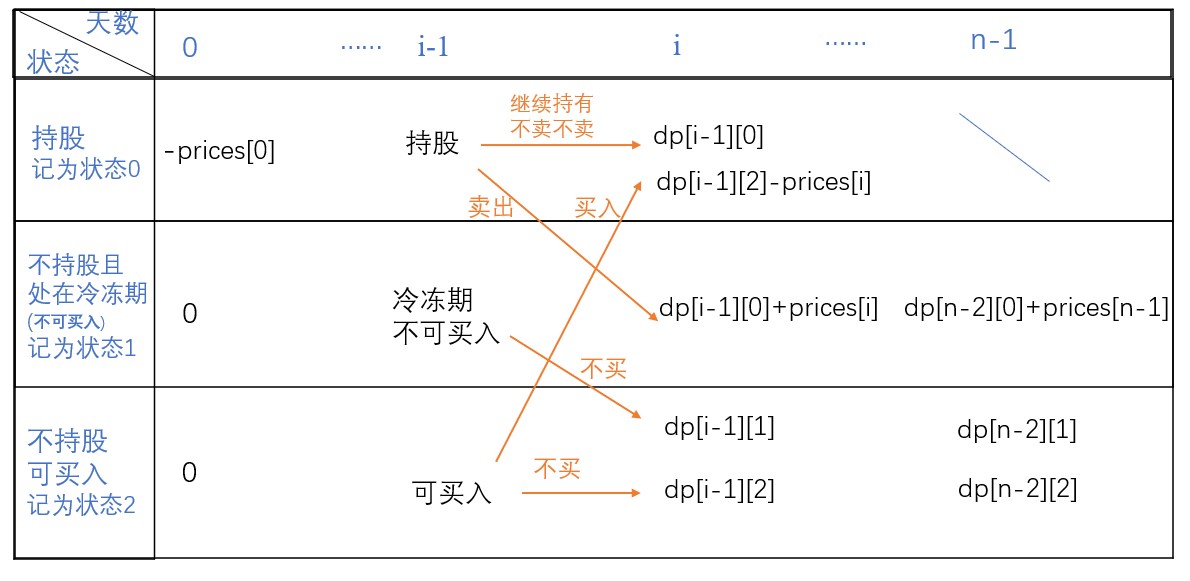 天数
状态
0
······
i-1
i
······
n-1
持股
记为状态0
-prices[0]
持股
继续持有
不卖不卖
dp[i-1][0]
dp[i-1][2]-prices[i]
卖出
买入
不持股且
处在冷冻期
(不可买入)
记为状态1
0
冷冻期
不可买入
dp[i-1][0]+prices[i]
dp[n-2][0]+prices[n-1]
不买
不持股
可买入
记为状态2
0
可买入
不买
dp[i-1][1]
dp[i-1][2]
dp[n-2][1]
dp[n-2][2]